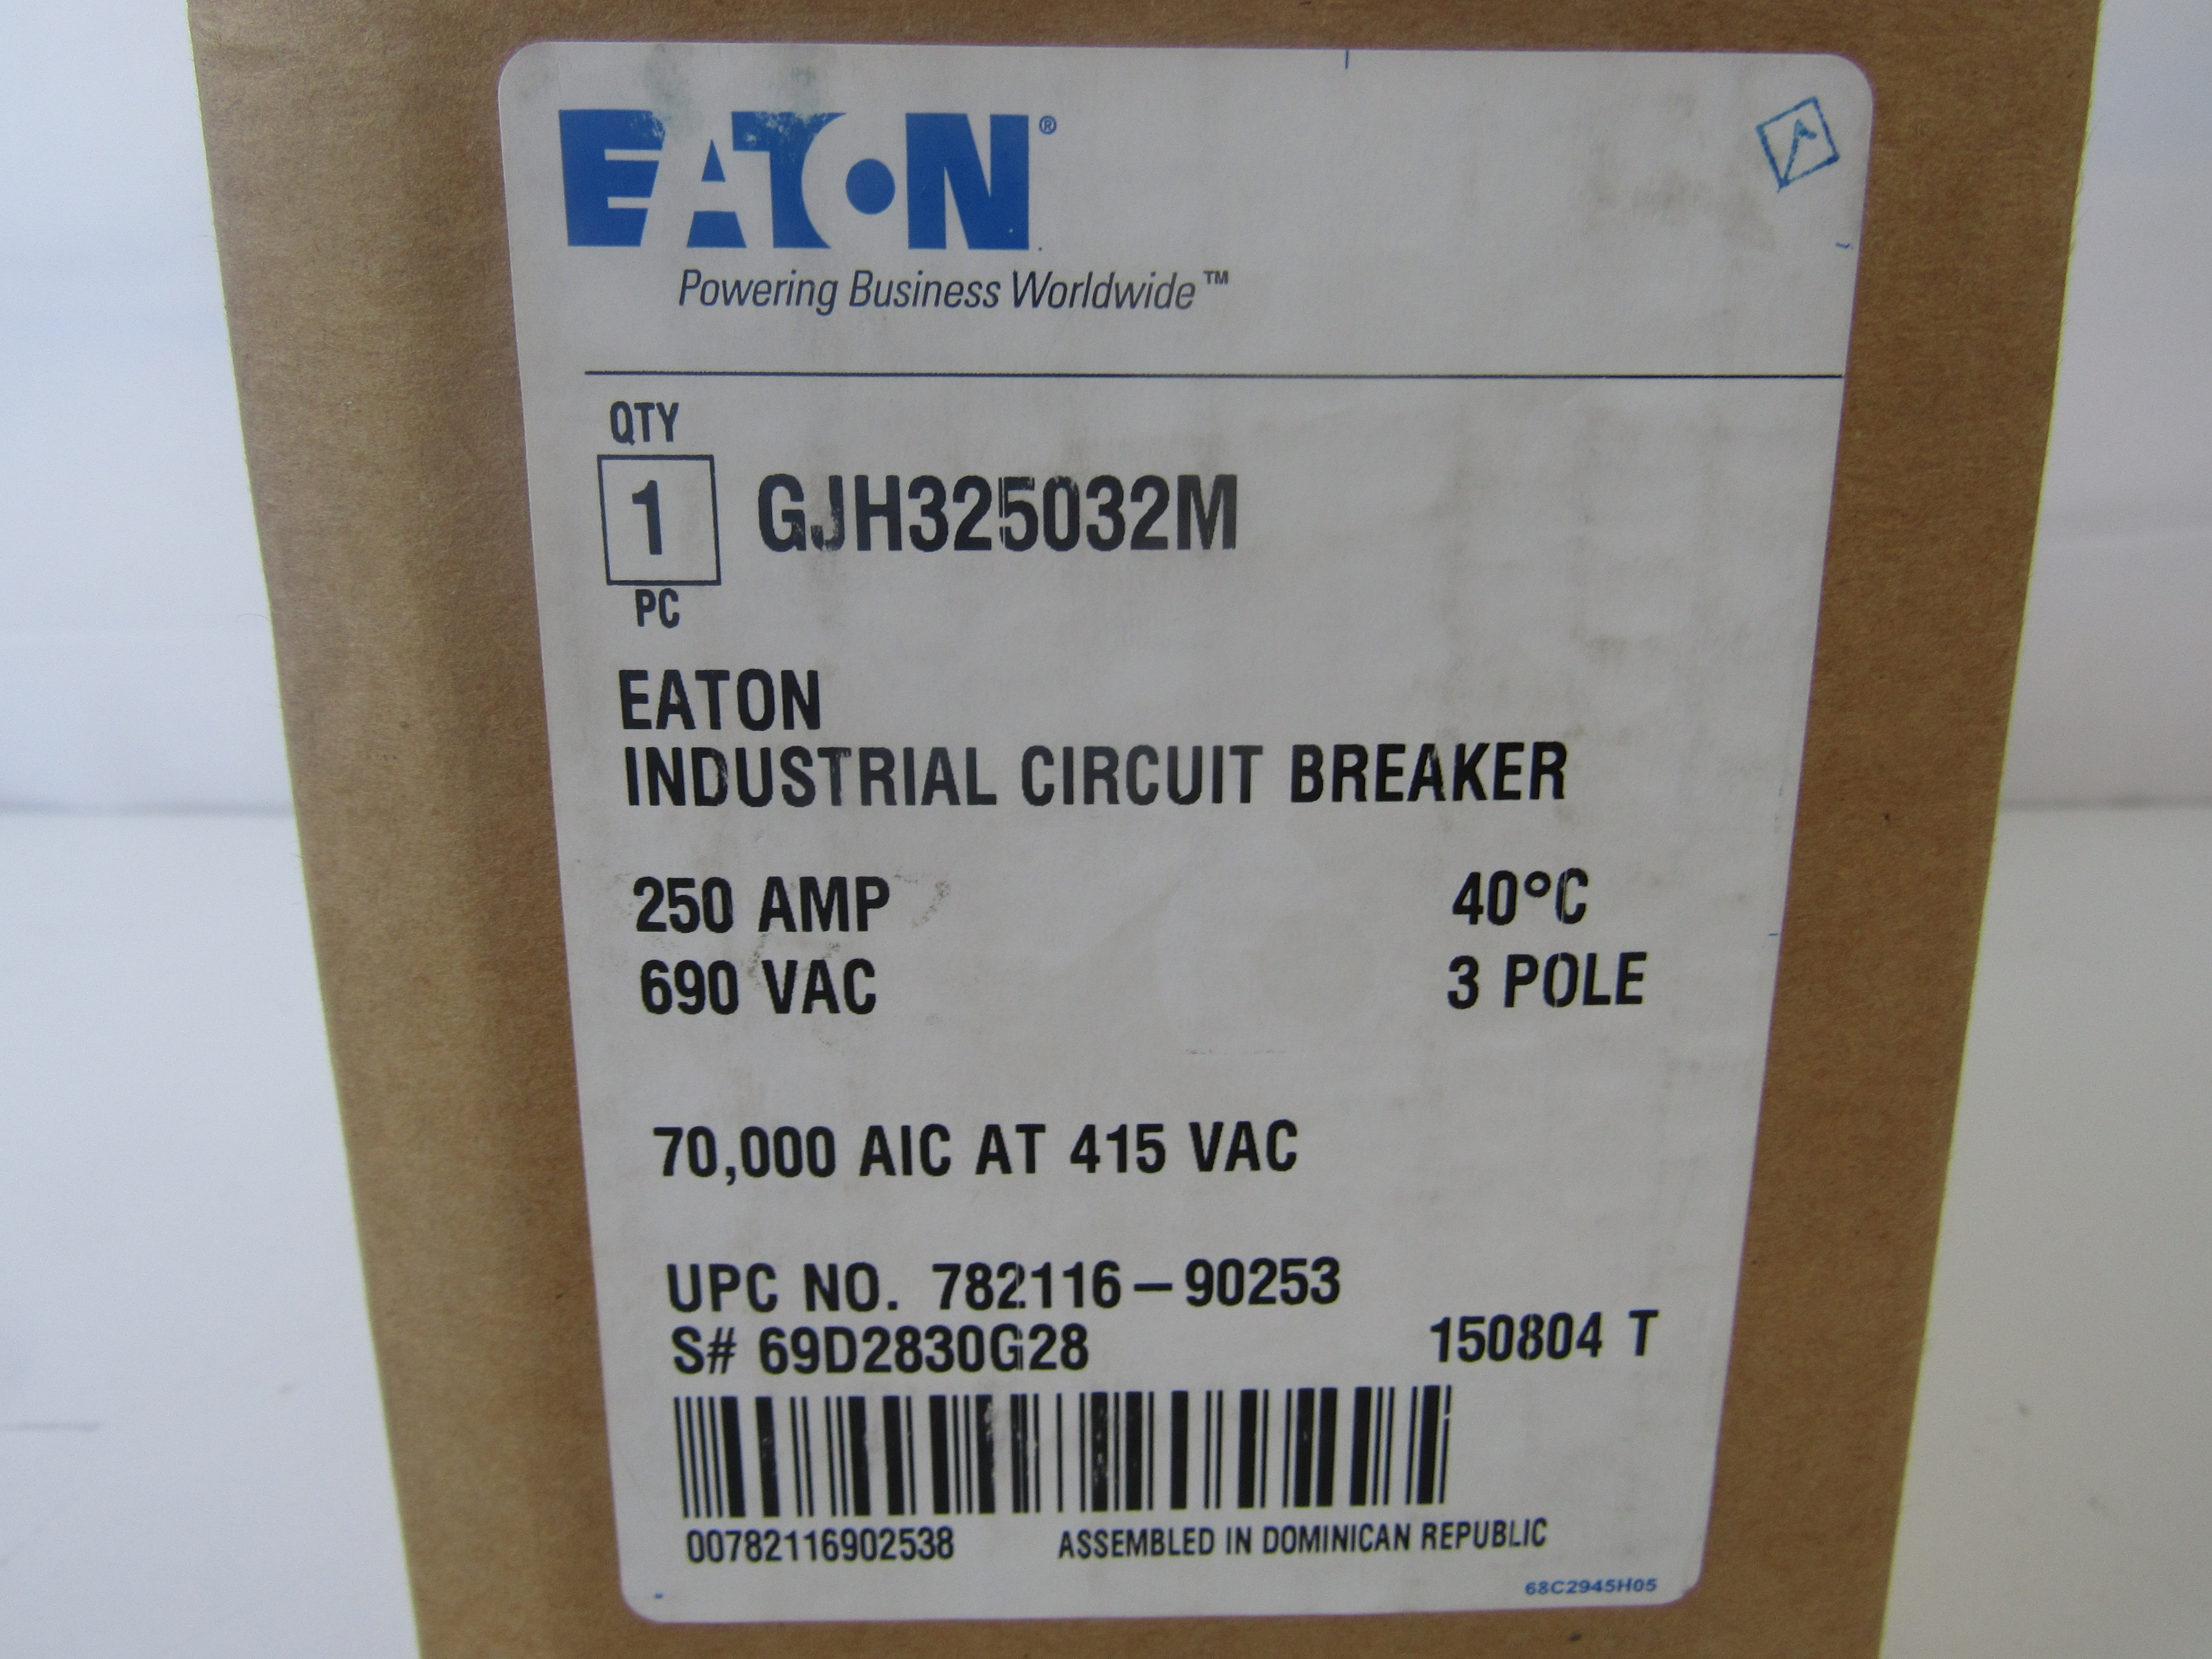 EATON®
Powering Business Worldwide™
QTY
1 GJH325032M
PC
EATON
INDUSTRIAL CIRCUIT BREAKER
250 AMP 40°C
690 VAC 3 POLE
70,000 AIC AT 415 VAC
UPC NO. 782116-90253
S# 69D2830G28 150804 T
00782116902538 ASSEMBLED IN DOMINICAN REPUBLIC
68C2945H05